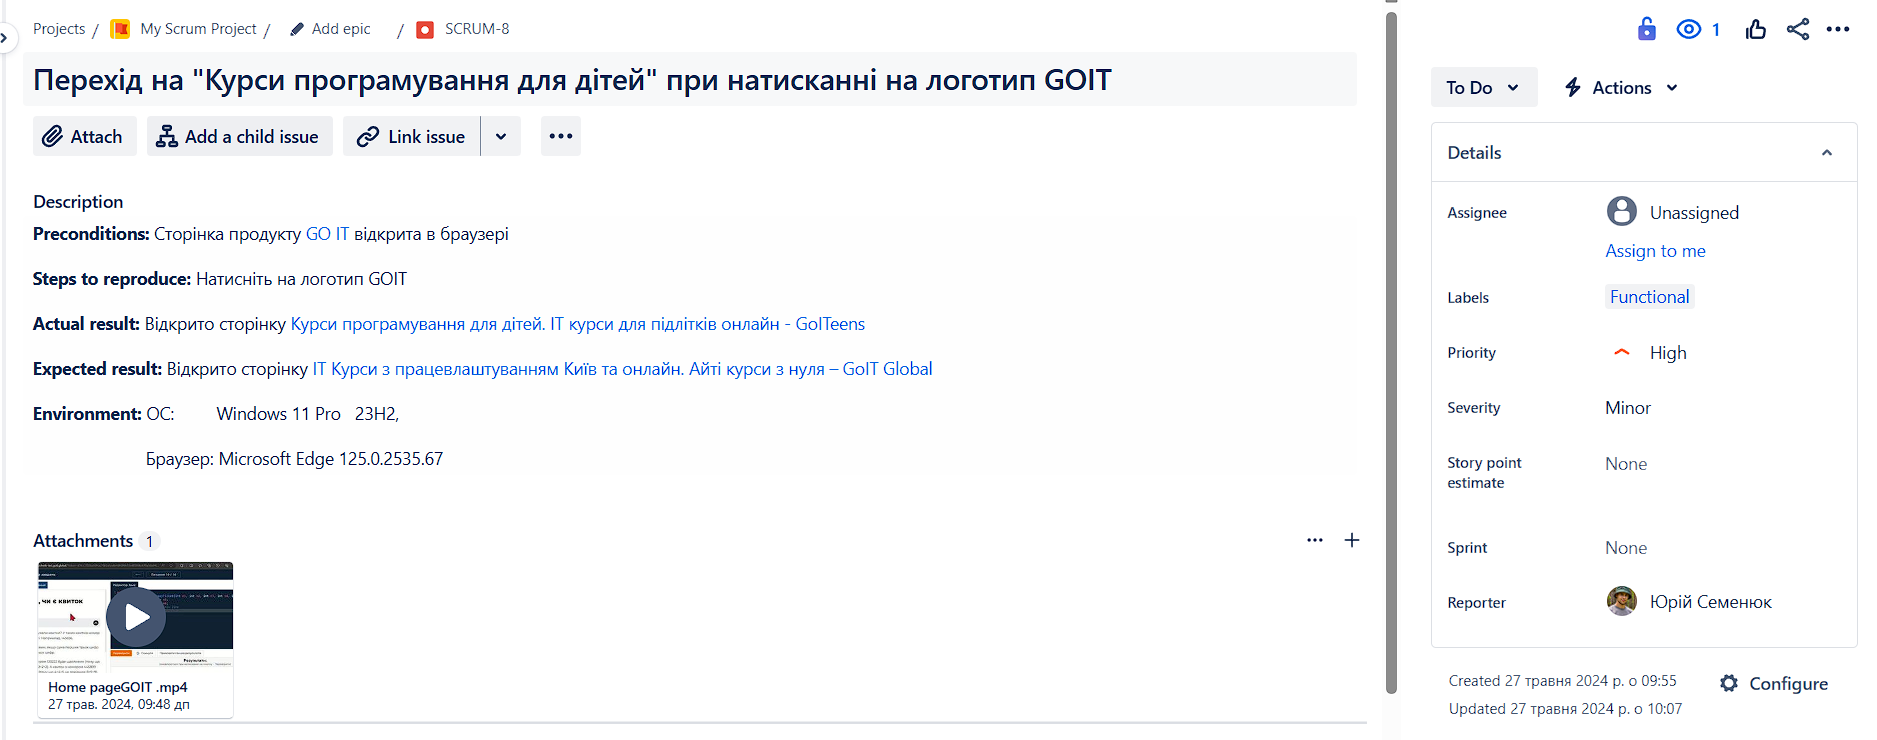 Projects / My Scrum Project / Add epic / SCRUM-8
1
Перехід на "Курси програмування для дітей" при натисканні на логотип GOIT
To Do
Actions
Attach
Add a child issue
Link issue
Details
Description
Preconditions: Сторінка продукту GO IT відкрита в браузері
Steps to reproduce: Натисніть на логотип GOIT
Actual result: Відкрито сторінку Курси програмування для дітей. IT курси для підлітків онлайн - GoITeens
Expected result: Відкрито сторінку IT Курси з працевлаштуванням Київ та онлайн. Айті курси з нуля – GoIT Global
Environment: ОС: Windows 11 Pro 23H2,
Браузер: Microsoft Edge 125.0.2535.67
Attachments 1
, чи є квиток
Результат:
Home pageGOIT .mp4
27 трав. 2024, 09:48 дп
Assignee Unassigned
Assign to me
Labels Functional
Priority High
Severity Minor
Story point
estimate
None
Sprint None
Reporter Юрій Семенюк
Created 27 травня 2024 р. о 09:55
Updated 27 травня 2024 р. о 10:07
Configure